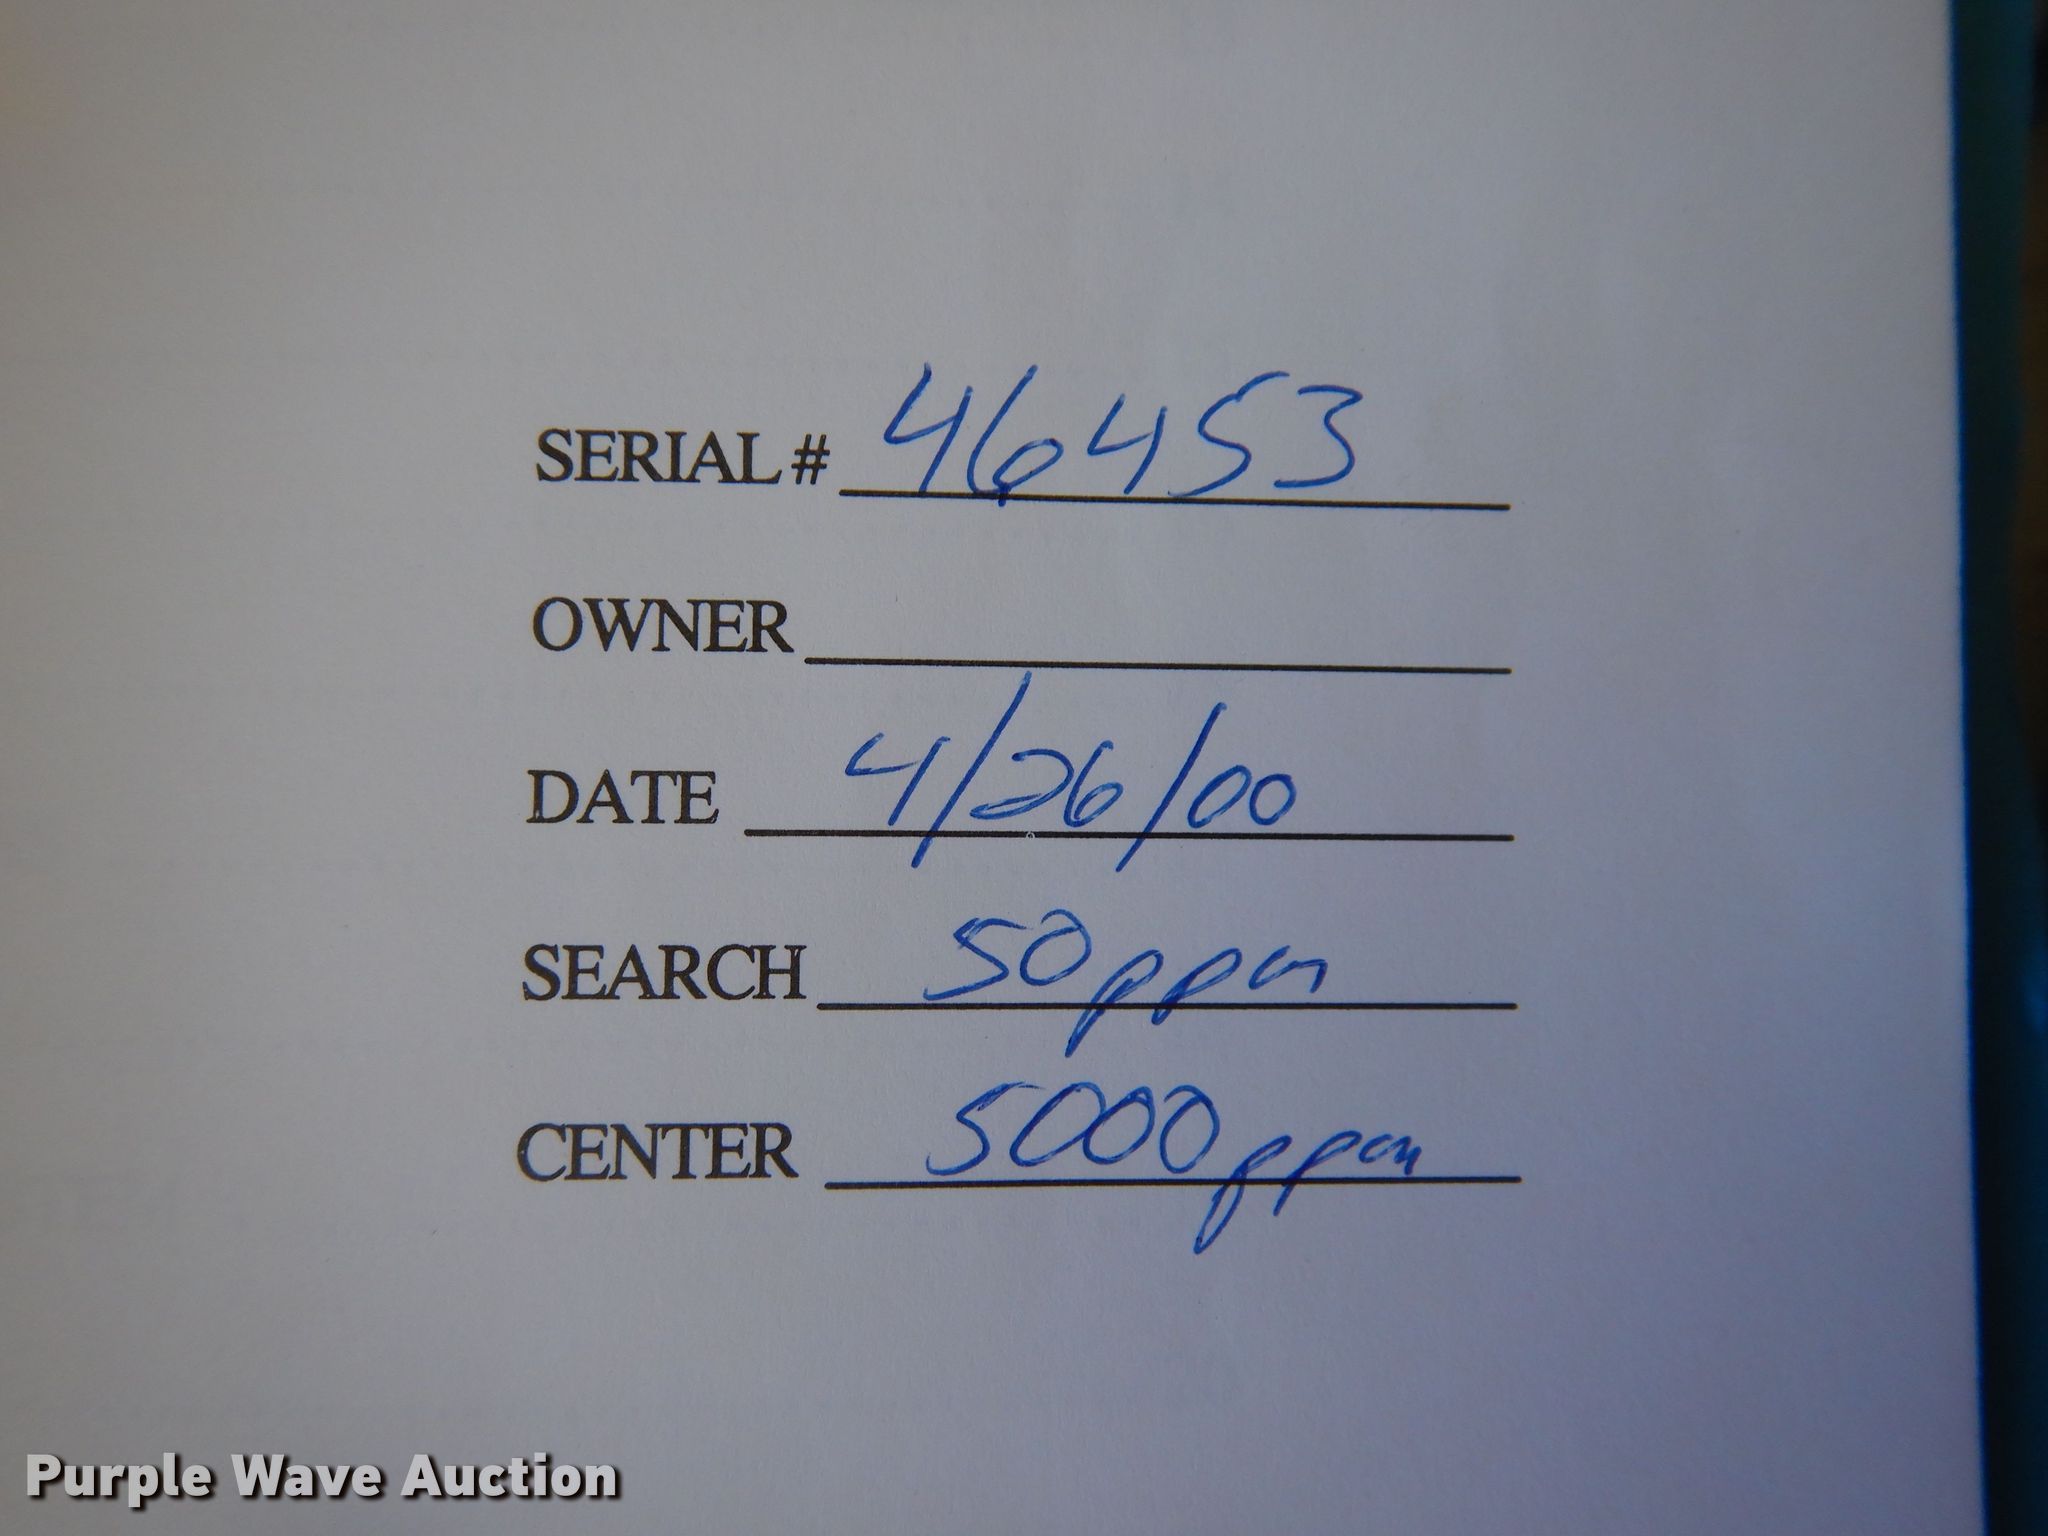 SERIAL # 46453
OWNER
DATE 4/26/00
SEARCH 50ppm
CENTER 5000ppm
Purple Wave Auction